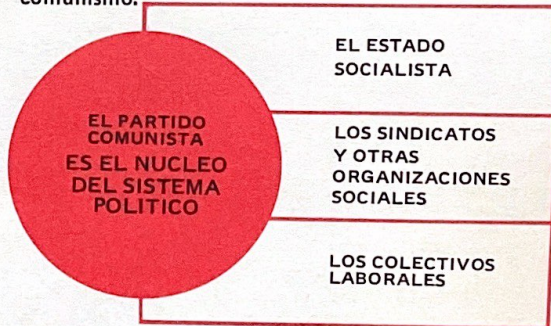 comunismo.
EL PARTIDO
COMUNISTA
ES EL NUCLEO
DEL SISTEMA
POLITICO
EL ESTADO
SOCIALISTA
LOS SINDICATOS
Y OTRAS
ORGANIZACIONES
SOCIALES
LOS COLECTIVOS
LABORALES